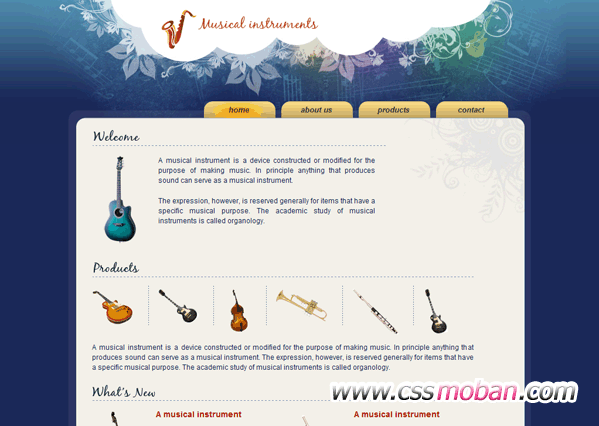 Musical instruments
home about us products contact
Welcome
A musical instrument is a device constructed or modified for the
purpose of making music. In principle anything that produces
sound can serve as a musical instrument.
The expression, however, is reserved generally for items that have a
specific musical purpose. The academic study of musical
instruments is called organology.
Products
A musical instrument is a device constructed or modified for the purpose of making music. In principle anything that
produces sound can serve as a musical instrument. The expression, however, is reserved generally for items that have
a specific musical purpose. The academic study of musical instruments is called organology.
What's New
A musical instrument A musical instrument
www.cssmoban.com